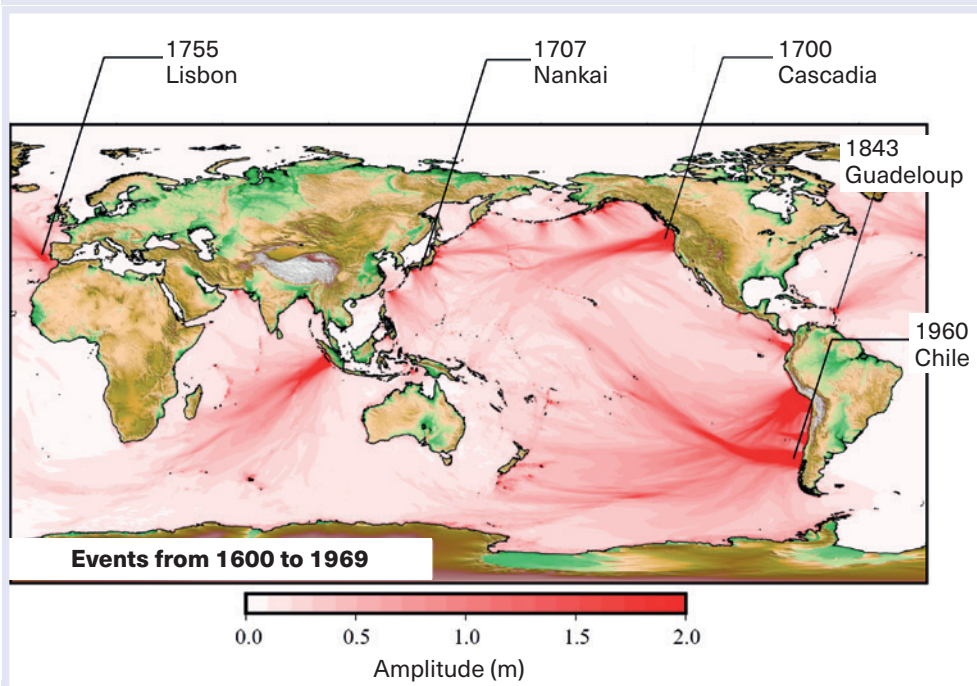 1755
Lisbon
1707
Nankai
1700
Cascadia
1843
Guadeloup
1960
Chile
Events from 1600 to 1969
0.0 0.5 1.0 1.5 2.0
Amplitude (m)